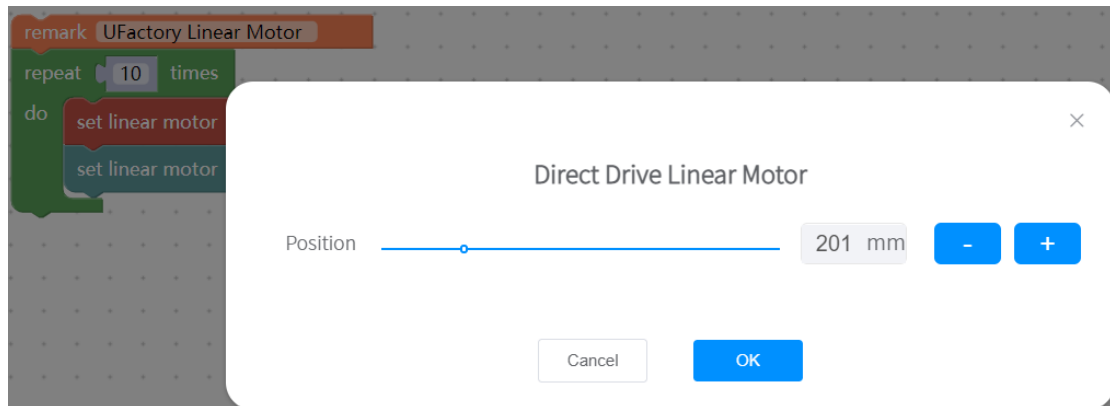 remark UFactory Linear Motor
repeat 10 times
do
set linear motor
set linear motor
Direct Drive Linear Motor
Position 201 mm - +
Cancel OK